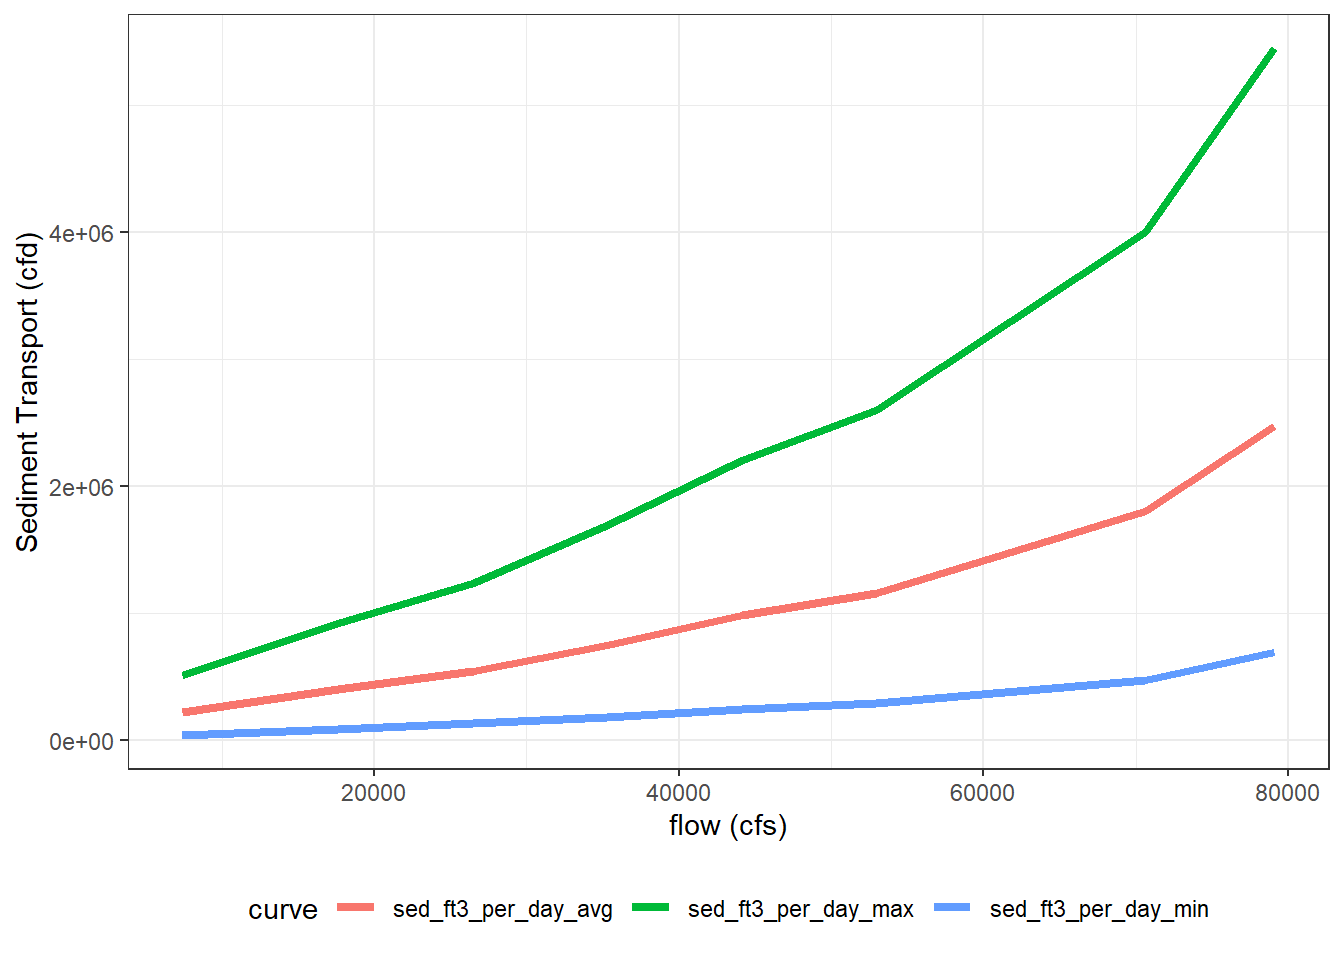 Sediment Transport (cfd)
4e+06
2e+06
0e+00
20000 40000 60000 80000
flow (cfs)
curve sed_ft3_per_day_avg sed_ft3_per_day_max sed_ft3_per_day_min